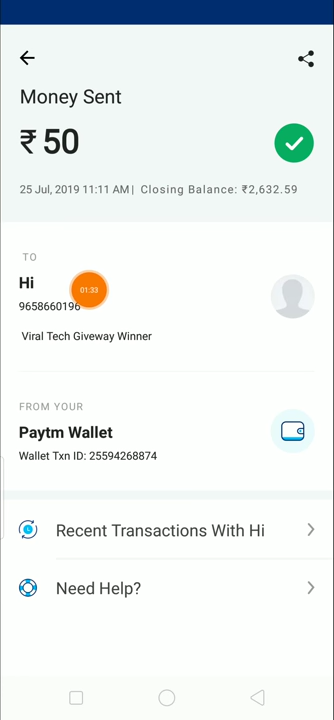 Money Sent
₹ 50
25 Jul, 2019 11:11 AM | Closing Balance: ₹2,632.59
TO
Hi
9658660196
01:33
Viral Tech Giveway Winner
FROM YOUR
Paytm Wallet
Wallet Txn ID: 25594268874
Recent Transactions With Hi
Need Help?